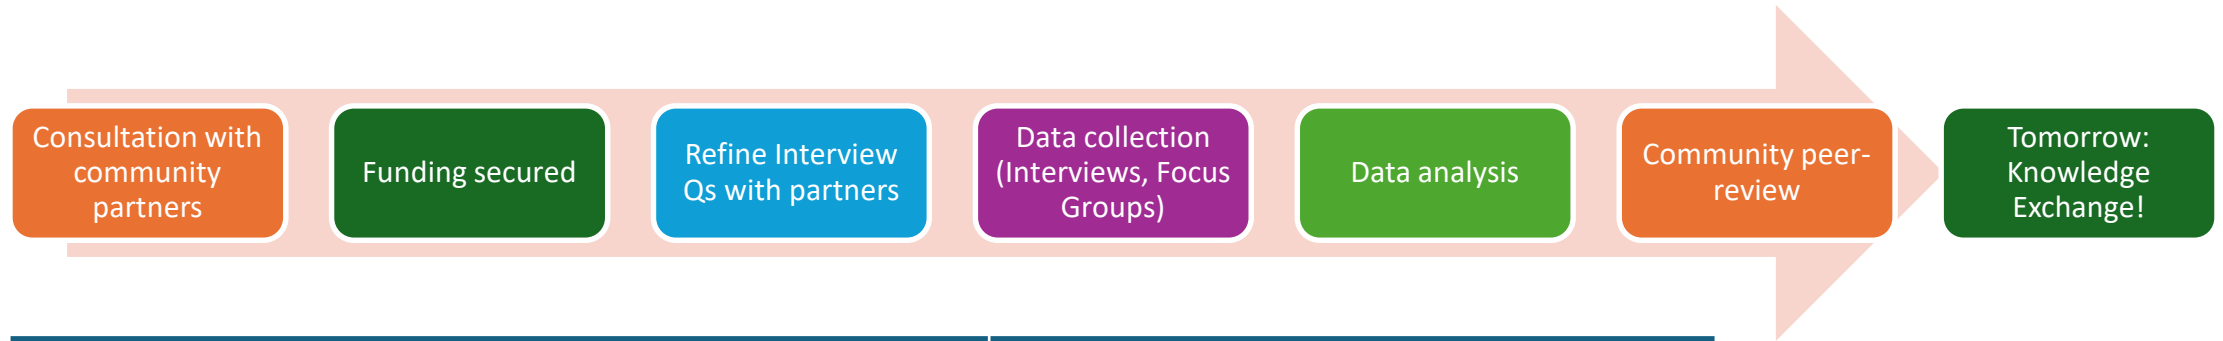 Consultation with
community
partners
Funding secured
Refine Interview
Qs with partners
Data collection
(Interviews, Focus
Groups)
Data analysis
Community peer-
review
Tomorrow:
Knowledge
Exchange!